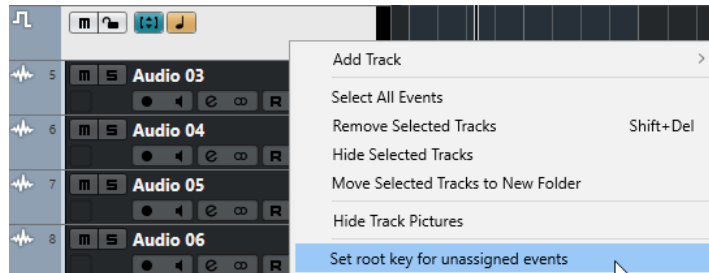 m
Add Track
5 m S Audio 03
Select All Events
e R
Remove Selected Tracks Shift+Del
6 m S Audio 04
Hide Selected Tracks
e R
Move Selected Tracks to New Folder
7 m S Audio 05
e R
Hide Track Pictures
8 m S Audio 06
Set root key for unassigned events
e R